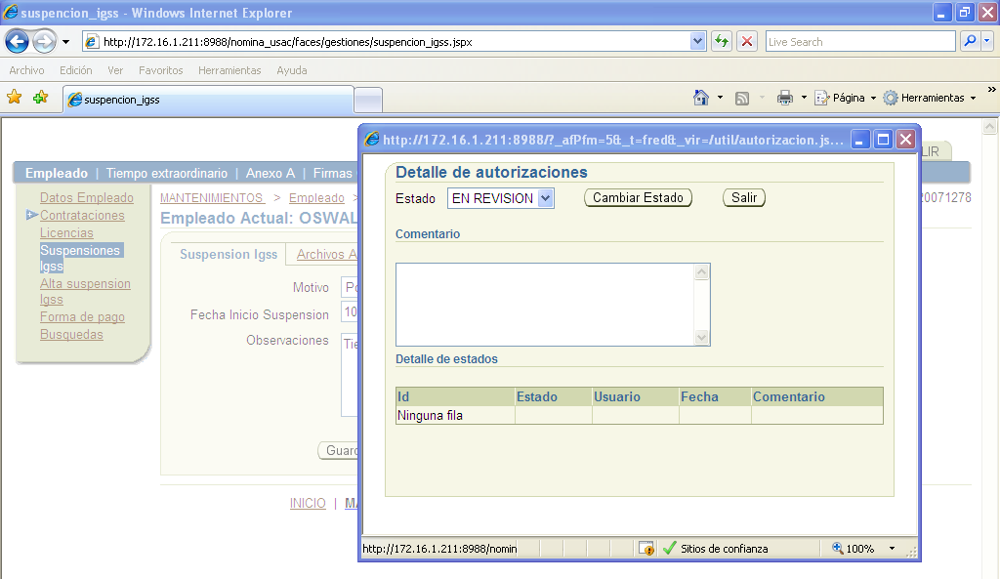 suspencion_igss - Windows Internet Explorer
http://172.16.1.211:8988/nomina_usac/faces/gestiones/suspencion_igss.jspx
Live Search
Archivo Edición Ver Favoritos Herramientas Ayuda
suspencion_igss
Página Herramientas »
http://172.16.1.211:8988/?_afPfm=5&_t=fred&_vir=/util/autorizacion.js...
LIR
Empleado | Tiempo extraordinario | Anexo A | Firmas
Datos Empleado
Contrataciones
Licencias
Suspensiones
Igss
Alta suspension
Igss
Forma de pago
Busquedas
MANTENIMIENTOS > Empleado >
20071278
Empleado Actual: OSWAL
Suspension Igss Archivos A
Motivo Po
Fecha Inicio Suspension 10
Observaciones Tie
Guard
INICIO | MA
Detalle de autorizaciones
Estado EN REVISION Cambiar Estado Salir
Comentario
Detalle de estados
Id Estado Usuario Fecha Comentario
Ninguna fila
http://172.16.1.211:8988/nomin Sitios de confianza 100%